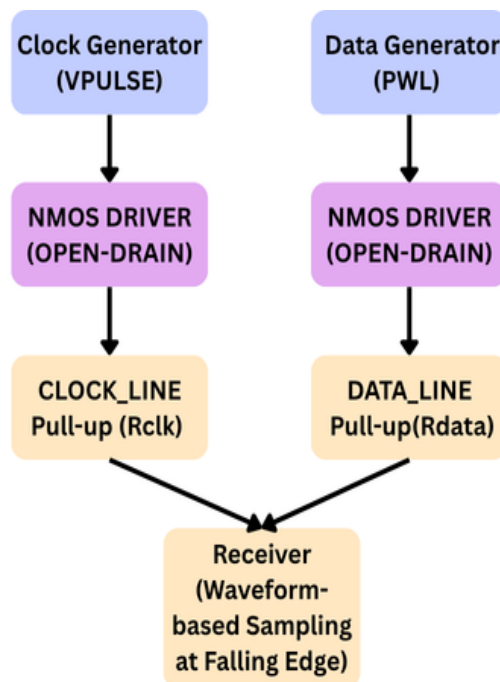 Clock Generator
(VPULSE)
Data Generator
(PWL)
NMOS DRIVER
(OPEN-DRAIN)
NMOS DRIVER
(OPEN-DRAIN)
CLOCK_LINE
Pull-up (Rclk)
DATA_LINE
Pull-up(Rdata)
Receiver
(Waveform-
based Sampling
at Falling Edge)